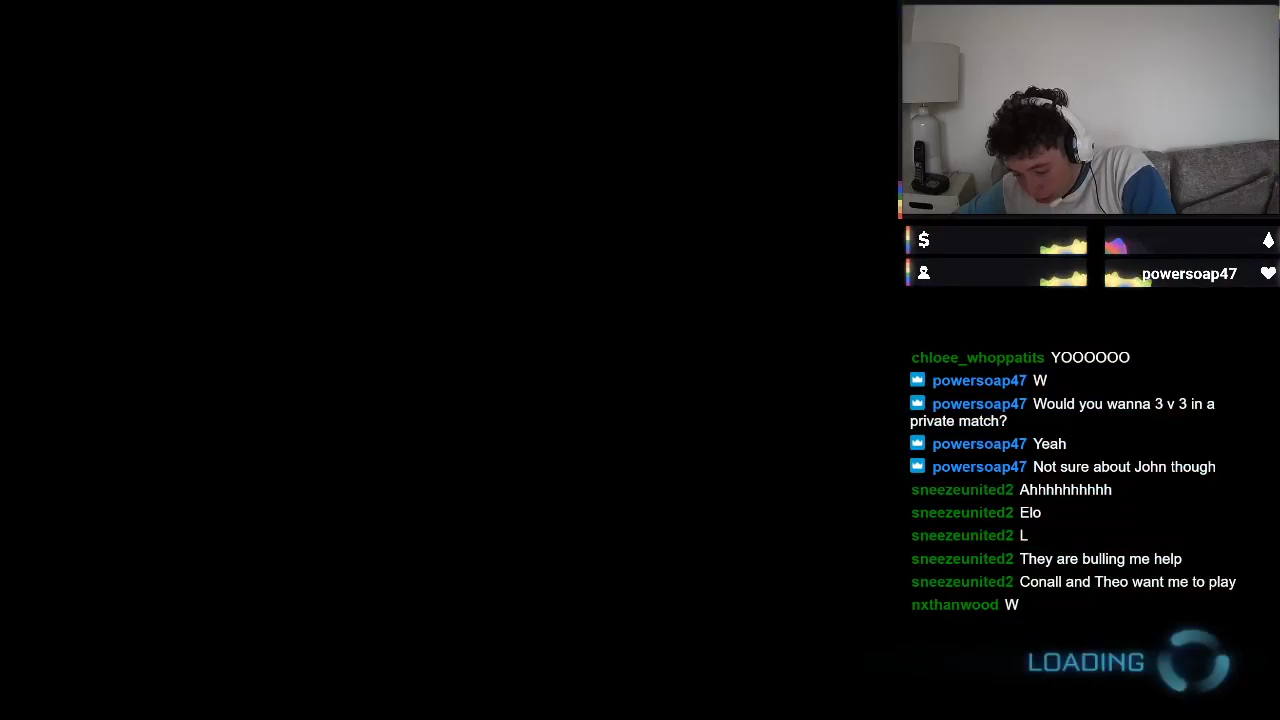 $
powersoap47
chloee_whoppatits YOOOOOO
powersoap47 W
powersoap47 Would you wanna 3 v 3 in a
private match?
powersoap47 Yeah
powersoap47 Not sure about John though
sneezeunited2 Ahhhhhhhhhh
sneezeunited2 Elo
sneezeunited2 L
sneezeunited2 They are bulling me help
sneezeunited2 Conall and Theo want me to play
nxthanwood W
LOADING